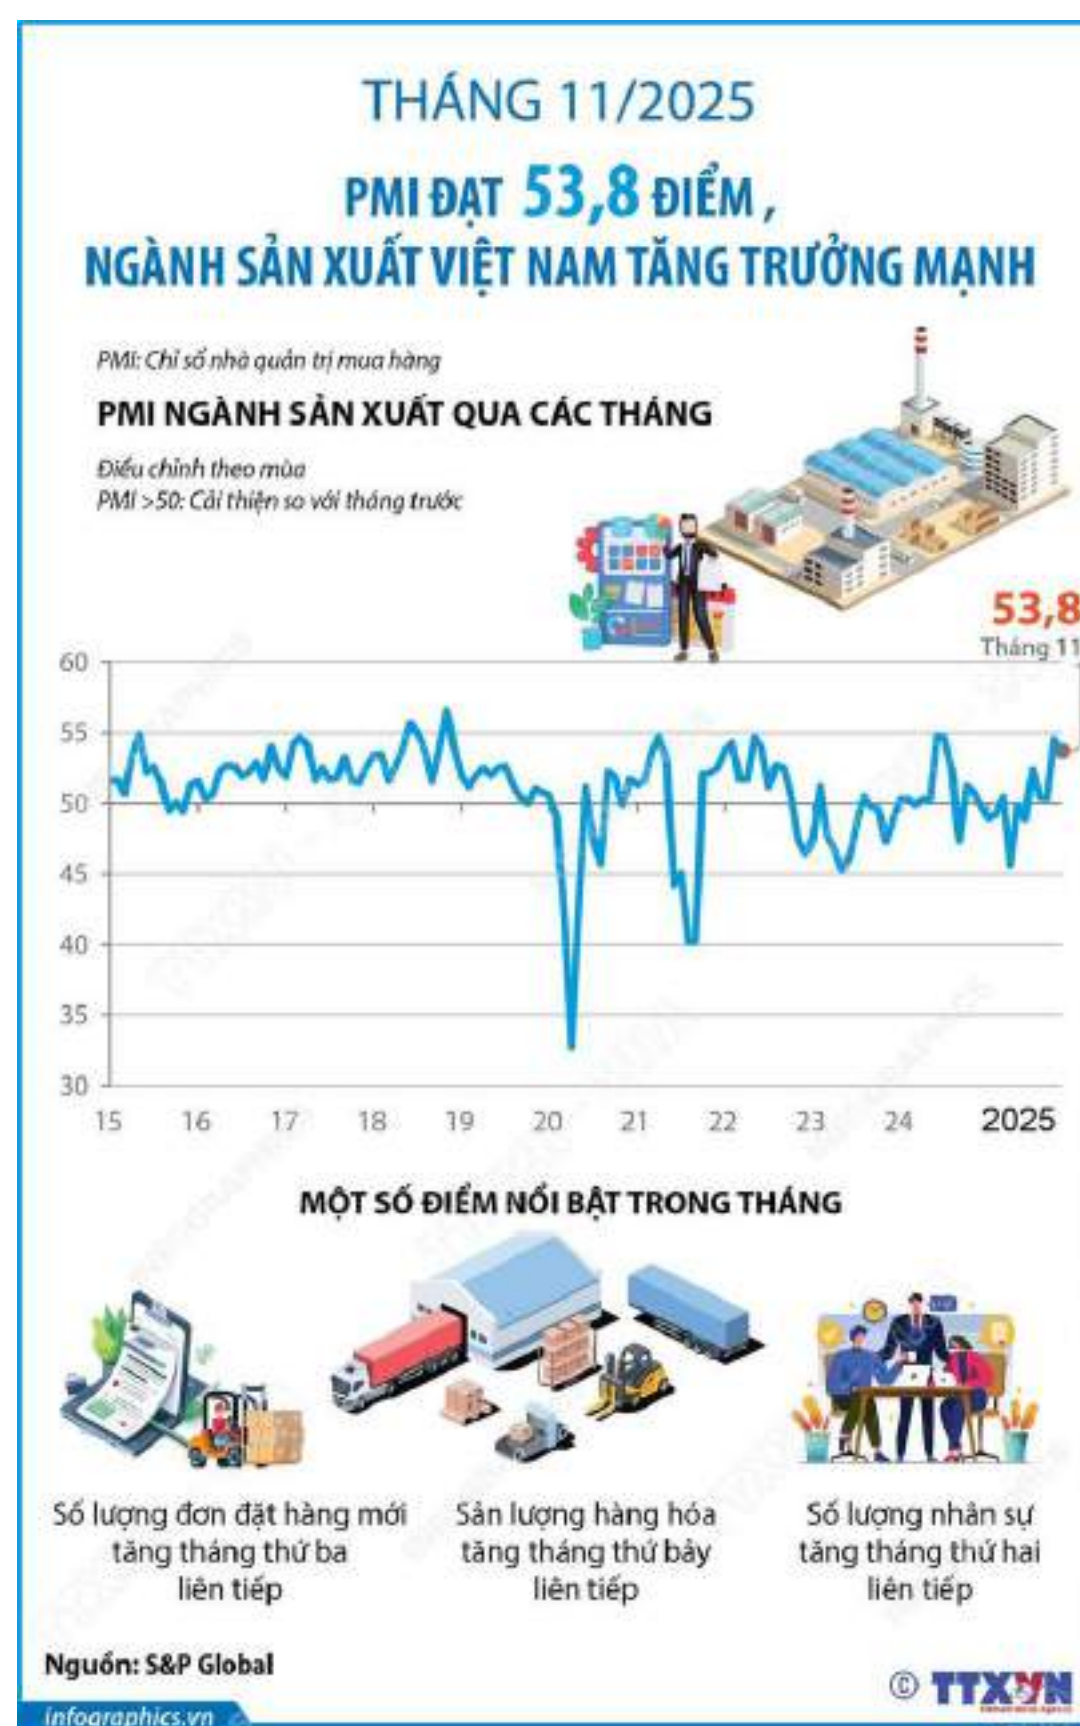 THÁNG 11/2025
PMI ĐẠT 53,8 ĐIỂM ,
NGÀNH SẢN XUẤT VIỆT NAM TĂNG TRƯỞNG MẠNH
PMI: Chỉ số nhà quản trị mua hàng
PMI NGÀNH SẢN XUẤT QUA CÁC THÁNG
Điều chỉnh theo mùa
PMI >50: Cải thiện so với tháng trước
53,8
Tháng 11
60
55
50
45
40
35
30
15 16 17 18 19 20 21 22 23 24 2025
MỘT SỐ ĐIỂM NỔI BẬT TRONG THÁNG
Số lượng đơn đặt hàng mới
tăng tháng thứ ba
liên tiếp
Sản lượng hàng hóa
tăng tháng thứ bảy
liên tiếp
Số lượng nhân sự
tăng tháng thứ hai
liên tiếp
Nguồn: S&P Global
© TTXVN
infographics.vn